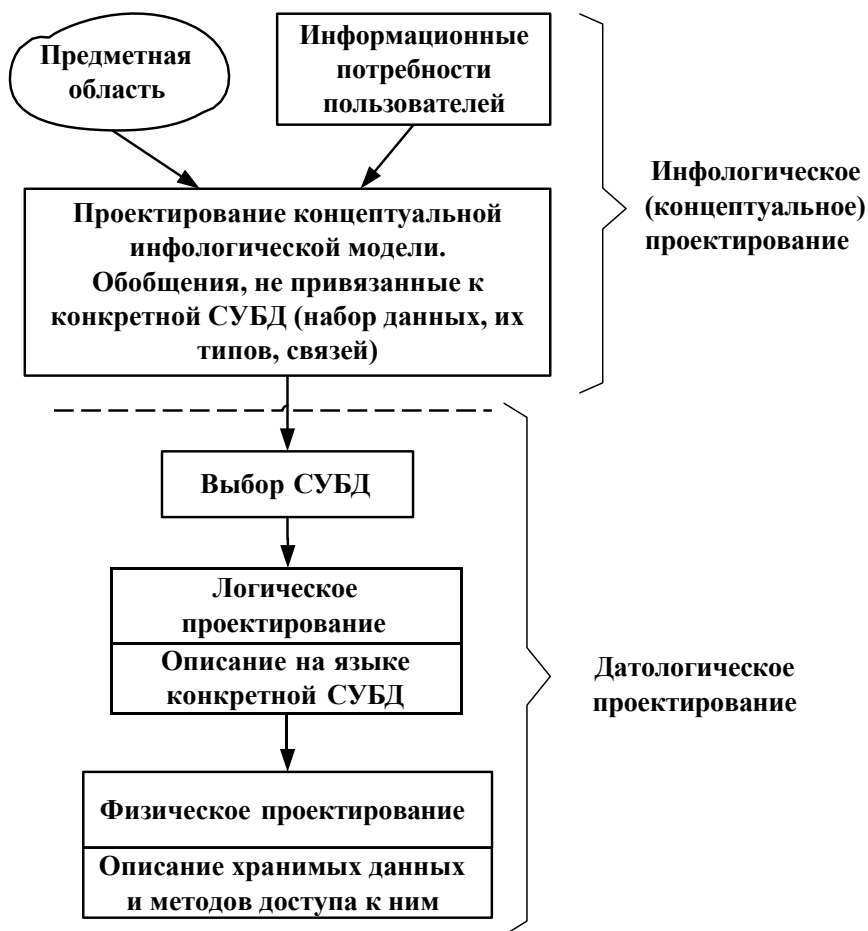 Предметная
область
Информационные
потребности
пользователей
Проектирование концептуальной
инфологической модели.
Обобщения, не привязанные к
конкретной СУБД (набор данных, их
типов, связей)
Инфологическое
(концептуальное)
проектирование
Выбор СУБД
Логическое
проектирование
Описание на языке
конкретной СУБД
Физическое проектирование
Описание хранимых данных
и методов доступа к ним
Датологическое
проектирование